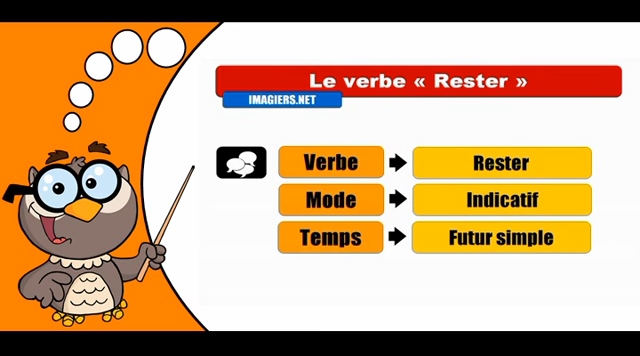 Le verbe « Rester »
IMAGIERS.NET
Verbe Rester
Mode Indicatif
Temps Futur simple